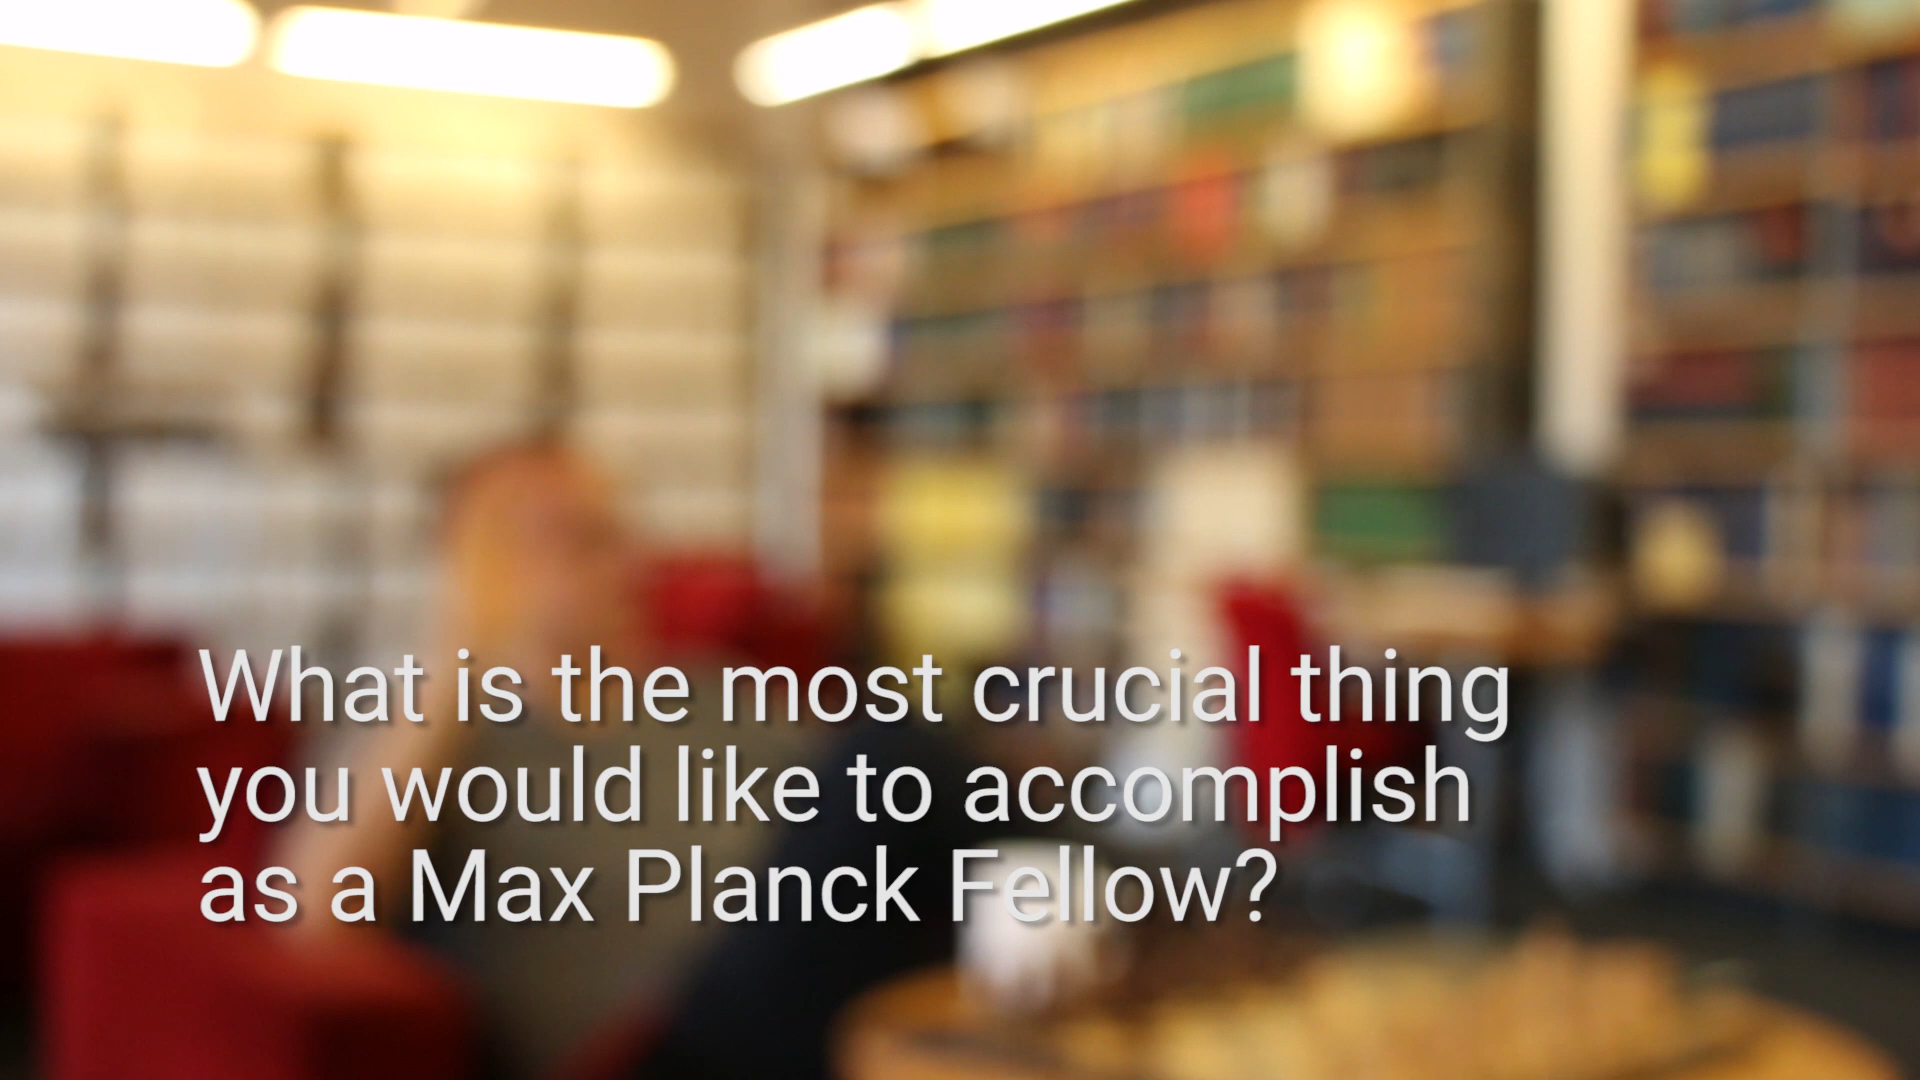 What is the most crucial thing
you would like to accomplish
as a Max Planck Fellow?